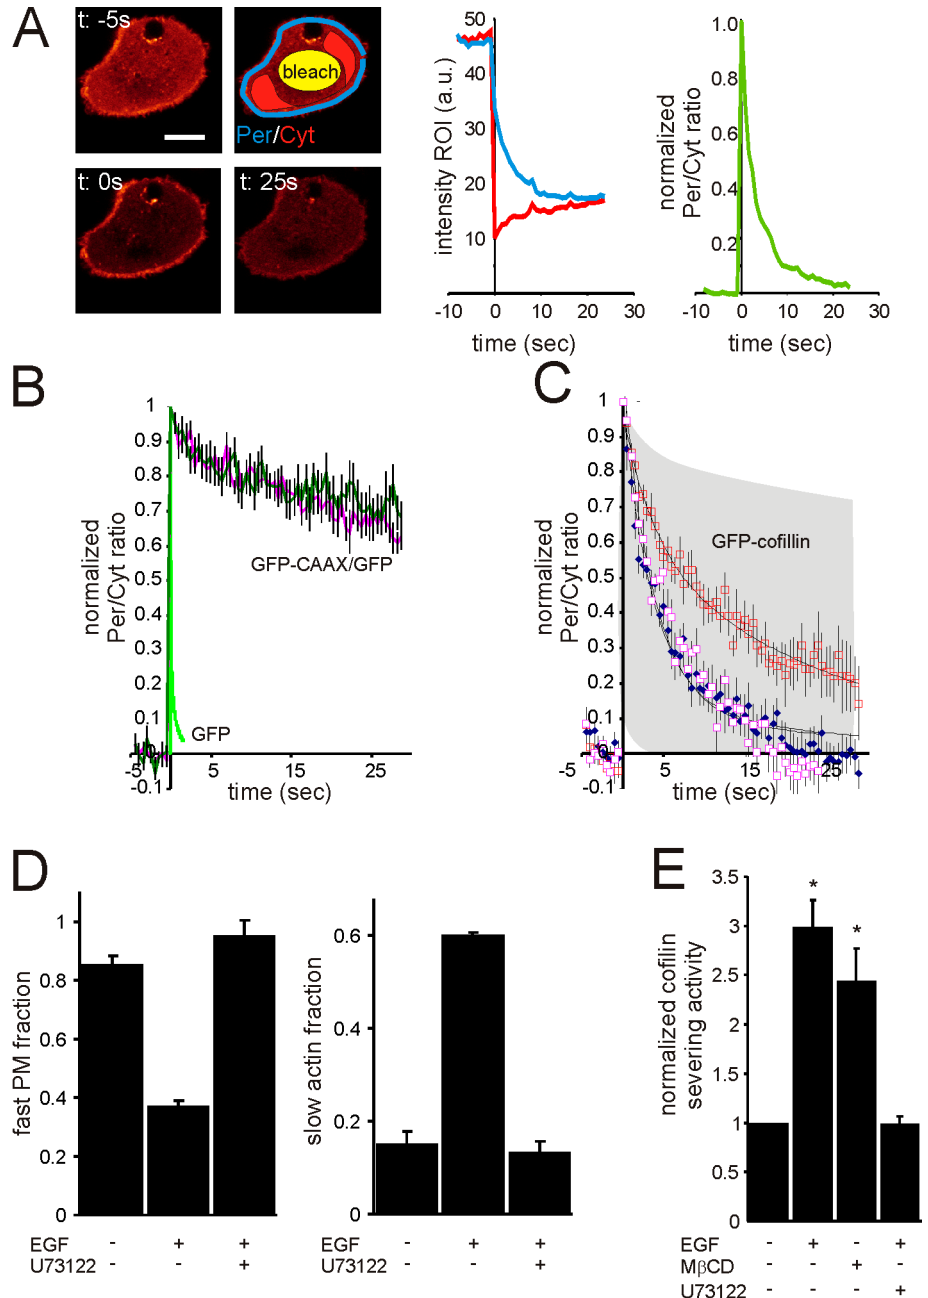 A
t: -5s
bleach
Per/Cyt
t: 0s
t: 25s
intensity ROI (a.u.)
50
40
30
20
10
-10 0 10 20 30
time (sec)
normalized
Per/Cyt ratio
1.0
0.8
0.6
0.4
0.2
-10 0 10 20 30
time (sec)
B
normalized
Per/Cyt ratio
1
0.9
0.8
0.7
0.6
0.5
0.4
0.3
0.2
0.1
0
-0.1
-5 5 15 25
time (sec)
GFP-CAAX/GFP
GFP
C
normalized
Per/Cyt ratio
1
0.9
0.8
0.7
0.6
0.5
0.4
0.3
0.2
0.1
0
-0.1
-5 5 15 25
time (sec)
GFP-cofillin
D
fast PM fraction
1
0.8
0.6
0.4
0.2
0
EGF - + +
U73122 - - +
slow actin fraction
0.6
0.4
0.2
0
EGF - + +
U73122 - - +
E
normalized cofilin
severing activity
3.5
3
2.5
2
1.5
1
0.5
0
* *
EGF - + - +
MβCD - - + -
U73122 - - - +